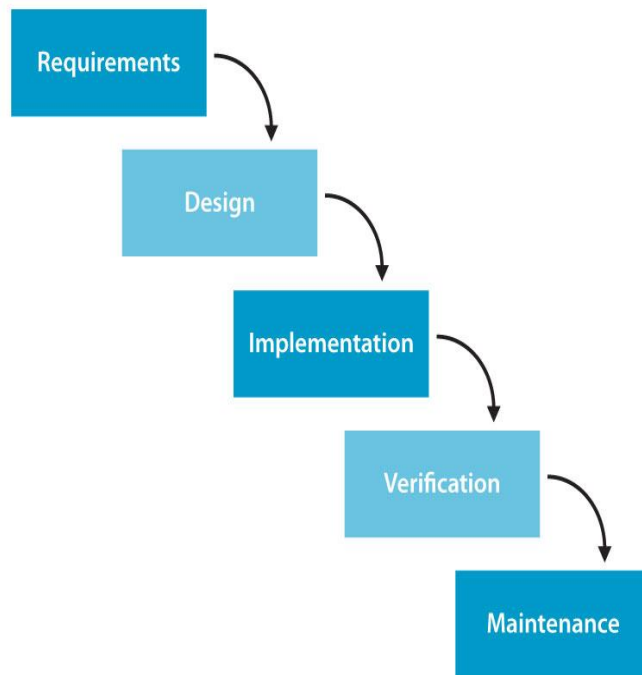 Requirements
Design
Implementation
Verification
Maintenance